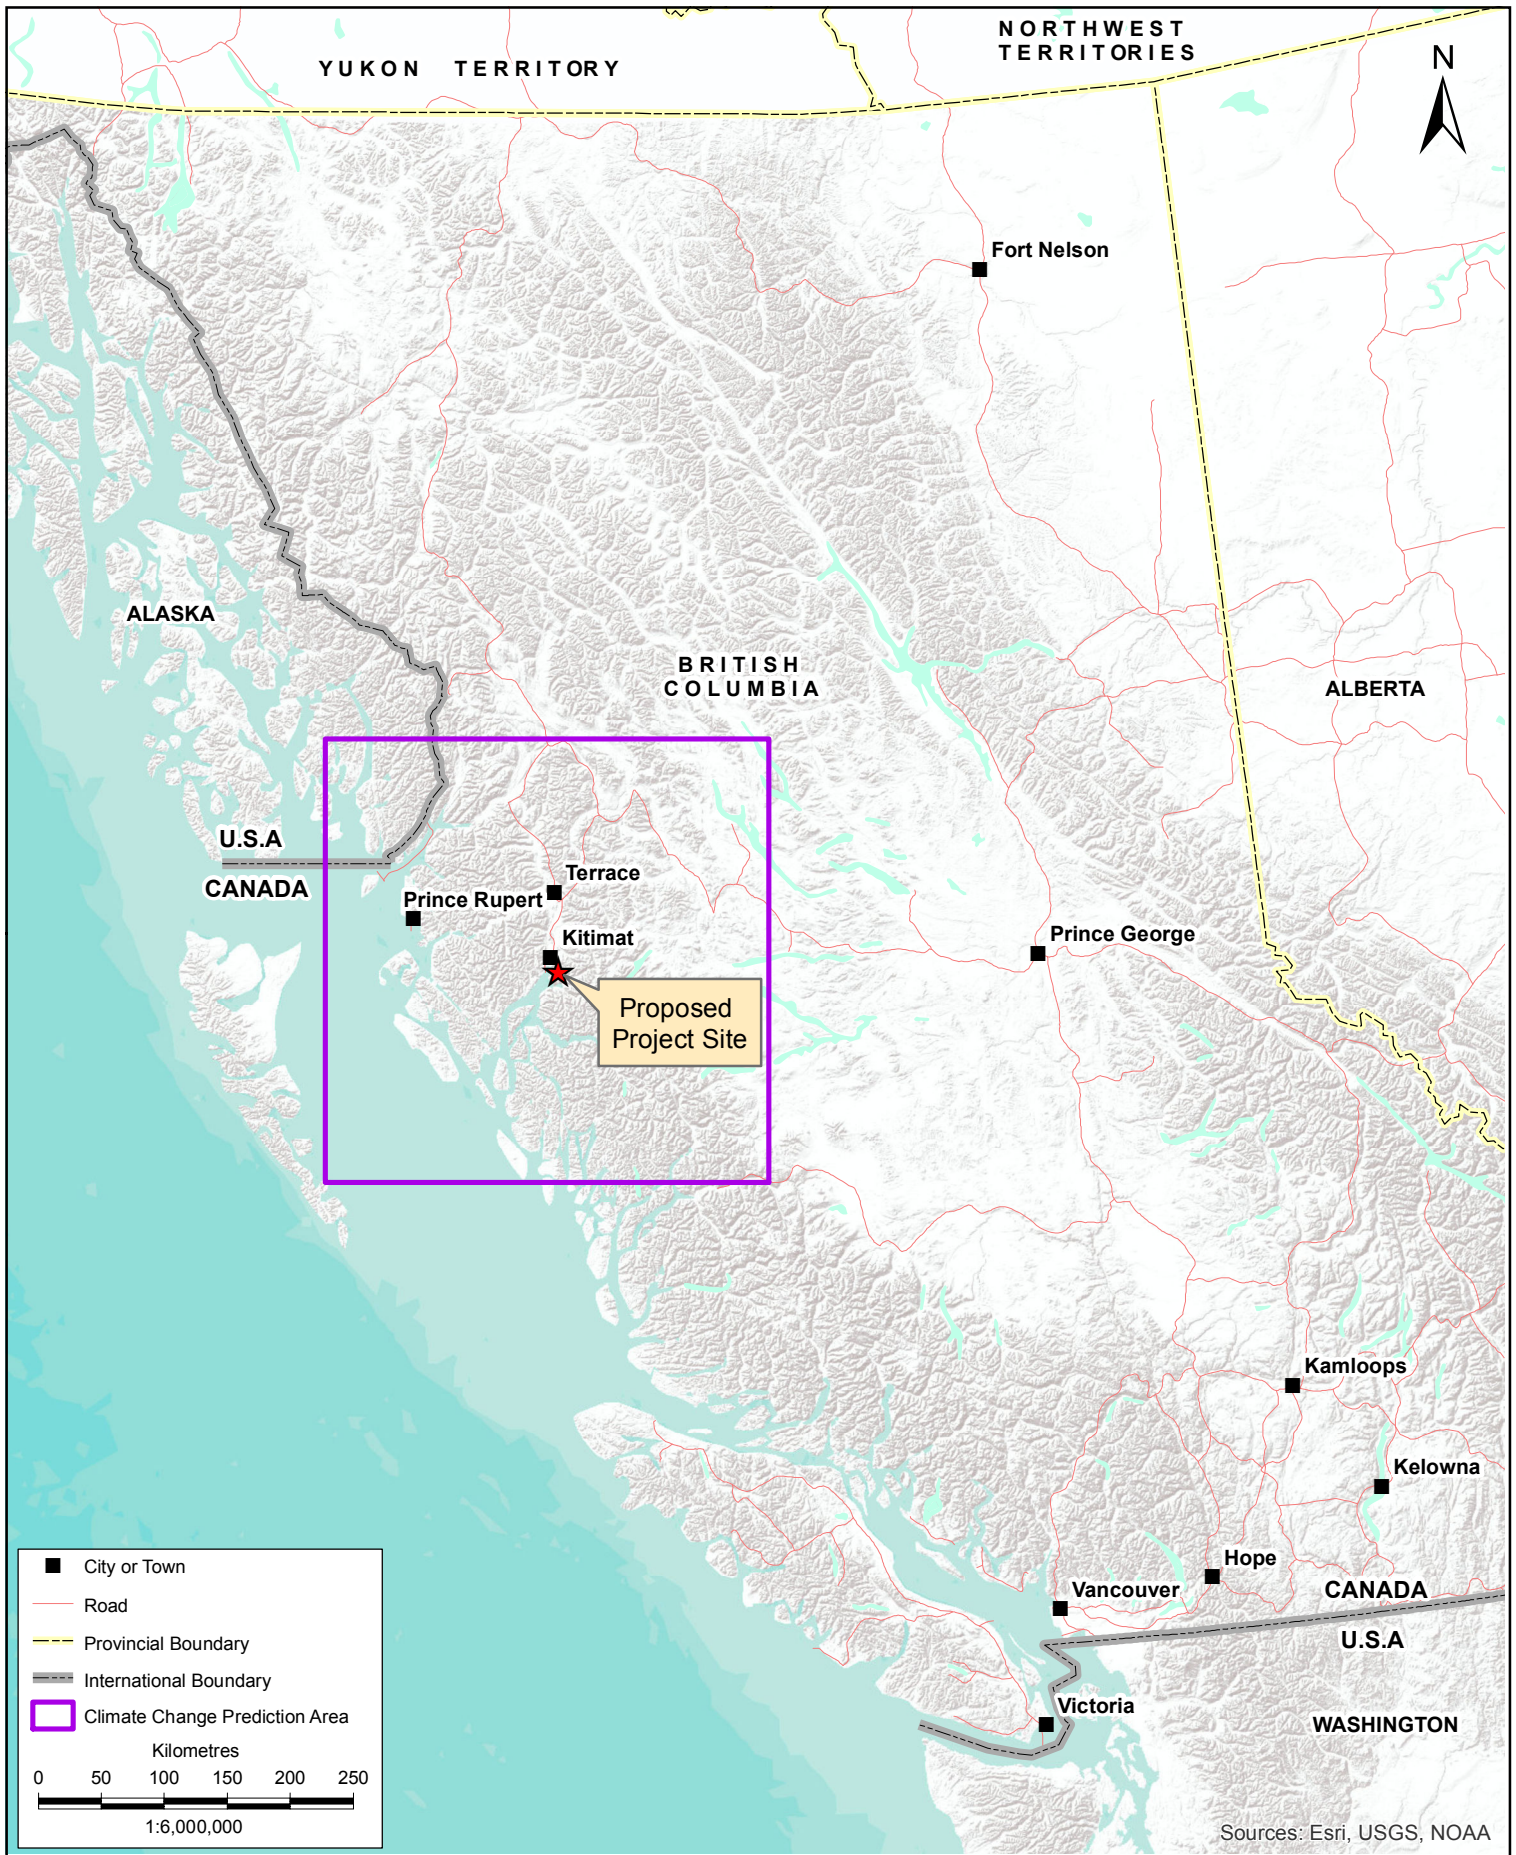 NORTHWEST
TERRITORIES
YUKON TERRITORY
N
Fort Nelson
ALASKA
BRITISH
COLUMBIA
ALBERTA
U.S.A
CANADA
Terrace
Prince Rupert
Kitimat
Prince George
Proposed
Project Site
Kamloops
Kelowna
Hope
Vancouver
CANADA
U.S.A
Victoria
WASHINGTON
City or Town
Road
Provincial Boundary
International Boundary
Climate Change Prediction Area
Kilometres
0 50 100 150 200 250
1:6,000,000
Sources: Esri, USGS, NOAA